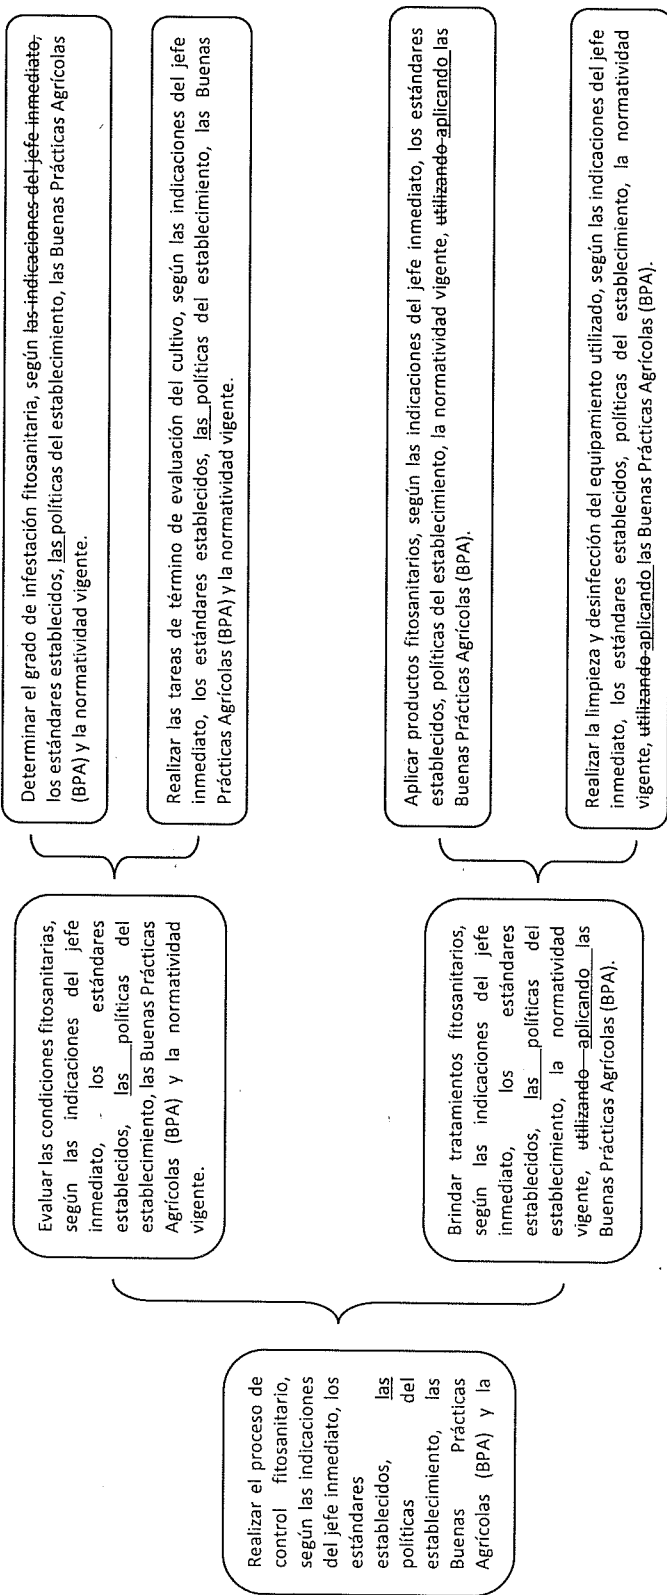 Realizar el proceso de
control fitosanitario,
según las indicaciones
del jefe inmediato, los
estándares
establecidos, las
políticas del
establecimiento, las
Buenas Prácticas
Agrícolas (BPA) y la
Evaluar las condiciones fitosanitarias,
según las indicaciones del jefe
inmediato, los estándares
establecidos, las políticas del
establecimiento, las Buenas Prácticas
Agrícolas (BPA) y la normatividad
vigente.
Determinar el grado de infestación fitosanitaria, según las indicaciones del jefe inmediato,
los estándares establecidos, las políticas del establecimiento, las Buenas Prácticas Agrícolas
(BPA) y la normatividad vigente.
Realizar las tareas de término de evaluación del cultivo, según las indicaciones del jefe
inmediato, los estándares establecidos, las políticas del establecimiento, las Buenas
Prácticas Agrícolas (BPA) y la normatividad vigente.
Brindar tratamientos fitosanitarios,
según las indicaciones del jefe
inmediato, los estándares
establecidos, las políticas del
establecimiento, la normatividad
vigente, utilizando aplicando las
Buenas Prácticas Agrícolas (BPA).
Aplicar productos fitosanitarios, según las indicaciones del jefe inmediato, los estándares
establecidos, políticas del establecimiento, la normatividad vigente, utilizando aplicando las
Buenas Prácticas Agrícolas (BPA).
Realizar la limpieza y desinfección del equipamiento utilizado, según las indicaciones del jefe
inmediato, los estándares establecidos, políticas del establecimiento, la normatividad
vigente, utilizando aplicando las Buenas Prácticas Agrícolas (BPA).